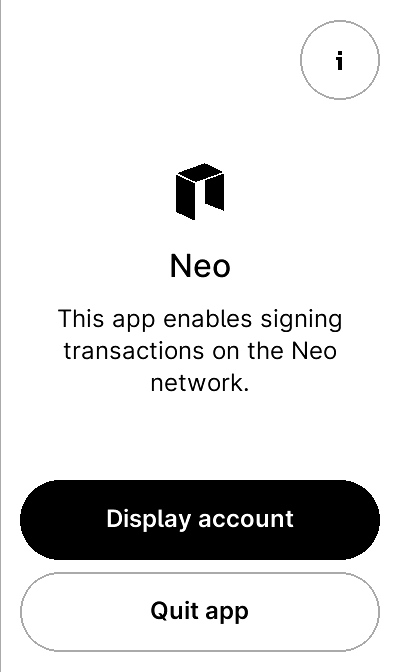 i
Neo
This app enables signing
transactions on the Neo
network.
Display account
Quit app